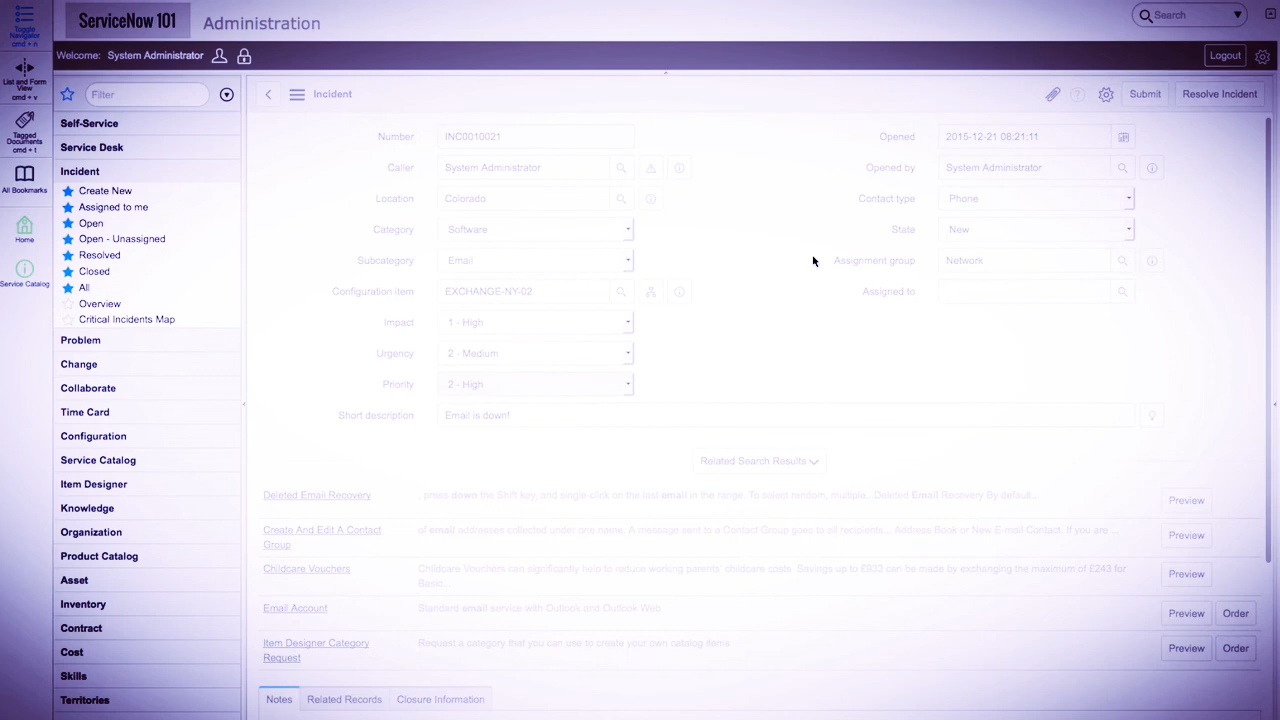 ServiceNow 101
Administration
Search
Toggle
Navigator
cmd + n
Welcome: System Administrator
Logout
List and Form
View
cmd + v
Tagged
Documents
cmd + t
All Bookmarks
Home
Service Catalog
Filter
Self-Service
Service Desk
Incident
Create New
Assigned to me
Open
Open - Unassigned
Resolved
Closed
All
Overview
Critical Incidents Map
Problem
Change
Collaborate
Time Card
Configuration
Service Catalog
Item Designer
Knowledge
Organization
Product Catalog
Asset
Inventory
Contract
Cost
Skills
Territories
Incident
Submit
Resolve Incident
Number INC0010021
Caller System Administrator
Location Colorado
Category Software
Subcategory Email
Configuration item EXCHANGE-NY-02
Impact 1 - High
Urgency 2 - Medium
Priority 2 - High
Short description Email is down!
Opened 2015-12-21 08:21:11
Opened by System Administrator
Contact type Phone
State New
Assignment group Network
Assigned to
Related Search Results
Deleted Email Recovery , press down the Shift key, and single-click on the last email in the range. To select random, multiple...Deleted Email Recovery By default... Preview
Create And Edit A Contact Group of email addresses collected under one name. A message sent to a Contact Group goes to all recipients... Address Book or New E-mail Contact. If you are ... Preview
Childcare Vouchers Childcare Vouchers can significantly help to reduce working parents' childcare costs. Savings up to £933 can be made by exchanging the maximum of £243 for
Basic... Preview
Email Account Standard email service with Outlook and Outlook Web Preview Order
Item Designer Category Request Request a category that you can use to create your own catalog items Preview Order
Notes Related Records Closure Information